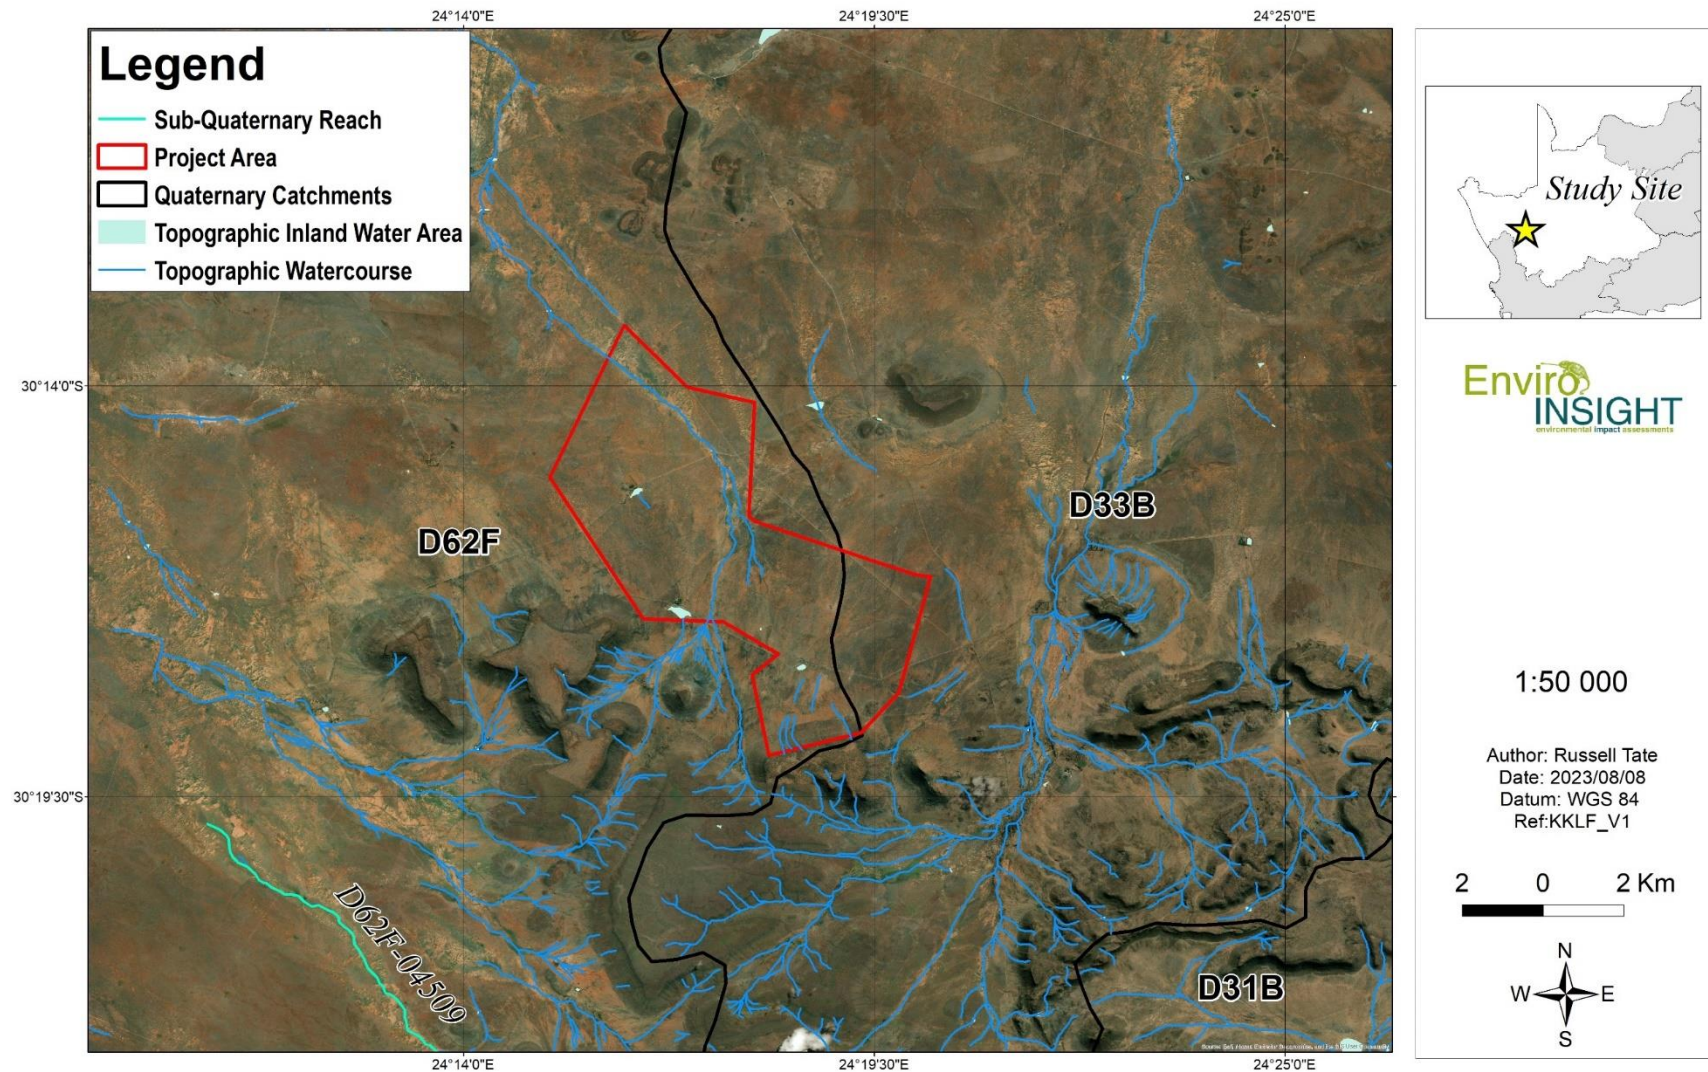 24°14'0"E
24°19'30"E
24°25'0"E
Legend
Sub-Quaternary Reach
Project Area
Quaternary Catchments
Topographic Inland Water Area
Topographic Watercourse
30°14'0"S
30°19'30"S
D62F
D33B
D31B
D62F-04509
24°14'0"E
24°19'30"E
24°25'0"E
Study Site
Enviro
INSIGHT
environmental impact assessments
1:50 000
Author: Russell Tate
Date: 2023/08/08
Datum: WGS 84
Ref:KKLF_V1
2 0 2 Km
N
W E
S